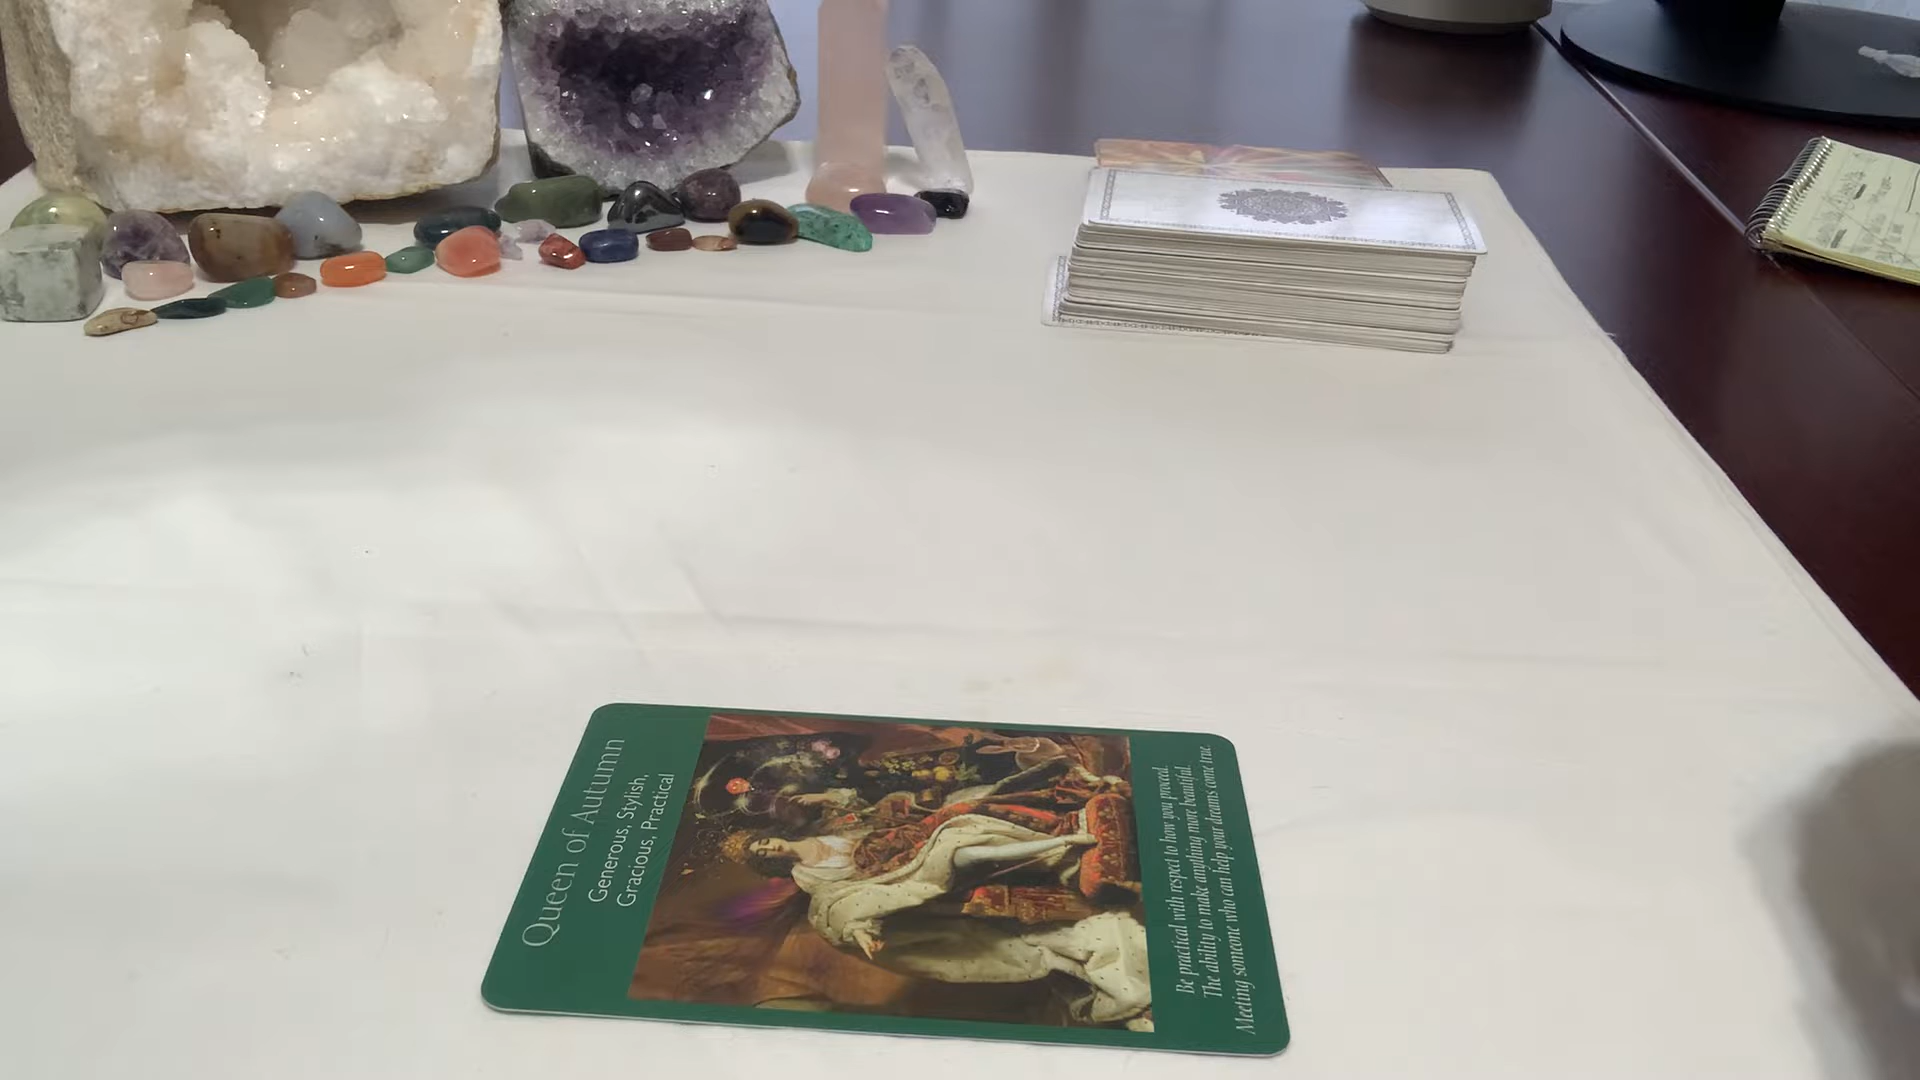 Queen of Autumn
Generous, Stylish,
Gracious, Practical
Be practical with respect to how you proceed.
The ability to make anything more beautiful.
Meeting someone who can help your dreams come true.